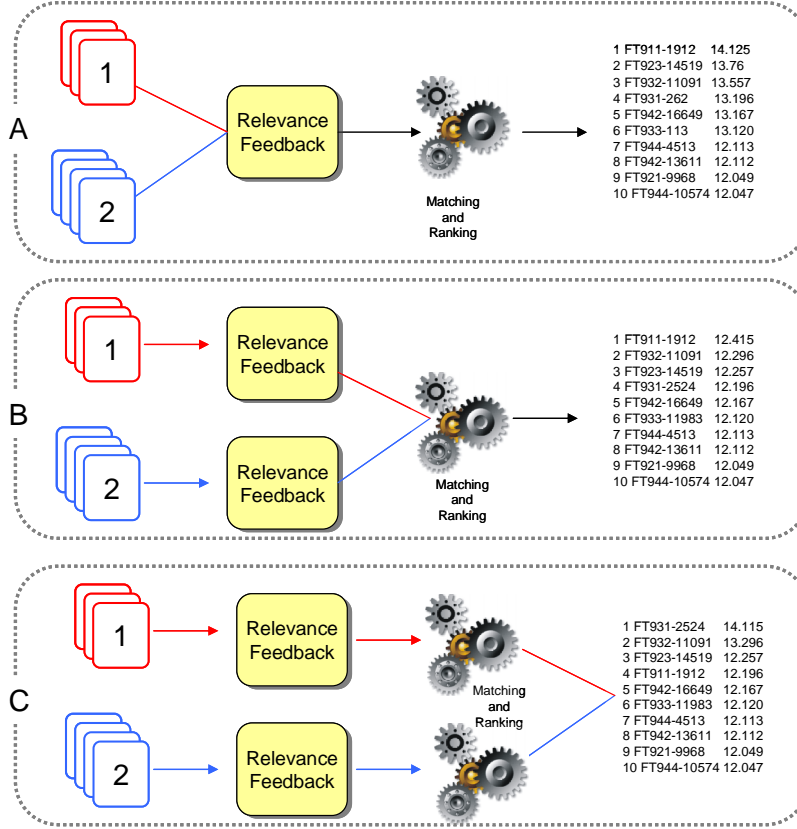 A
1
2
Relevance
Feedback
Matching
and
Ranking
1 FT911-1912 14.125
2 FT923-14519 13.76
3 FT932-11091 13.557
4 FT931-262 13.196
5 FT942-16649 13.167
6 FT933-113 13.120
7 FT944-4513 12.113
8 FT942-13611 12.112
9 FT921-9968 12.049
10 FT944-10574 12.047
B
1
Relevance
Feedback
2
Relevance
Feedback
Matching
and
Ranking
1 FT911-1912 12.415
2 FT932-11091 12.296
3 FT923-14519 12.257
4 FT931-2524 12.196
5 FT942-16649 12.167
6 FT933-11983 12.120
7 FT944-4513 12.113
8 FT942-13611 12.112
9 FT921-9968 12.049
10 FT944-10574 12.047
C
1
Relevance
Feedback
2
Relevance
Feedback
Matching
and
Ranking
1 FT931-2524 14.115
2 FT932-11091 13.296
3 FT923-14519 12.257
4 FT911-1912 12.196
5 FT942-16649 12.167
6 FT933-11983 12.120
7 FT944-4513 12.113
8 FT942-13611 12.112
9 FT921-9968 12.049
10 FT944-10574 12.047